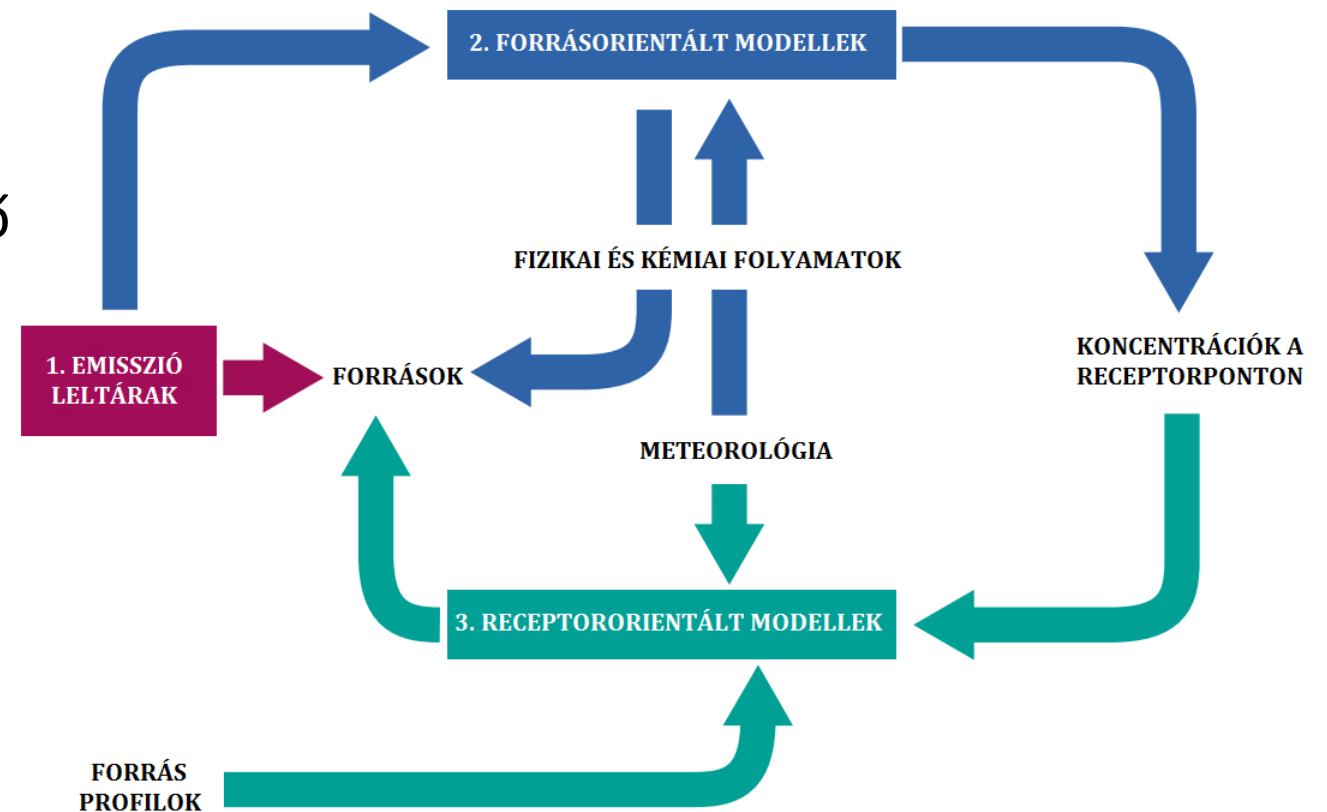 2. FORRÁSORIENTÁLT MODELLEK
ő
FIZIKAI ÉS KÉMIAI FOLYAMATOK
1. EMISSZIÓ
LELTÁRAK
FORRÁSOK
KONCENTRÁCIÓK A
RECEPTORPONTON
METEOROLÓGIA
3. RECEPTORORIENTÁLT MODELLEK
FORRÁS
PROFILOK